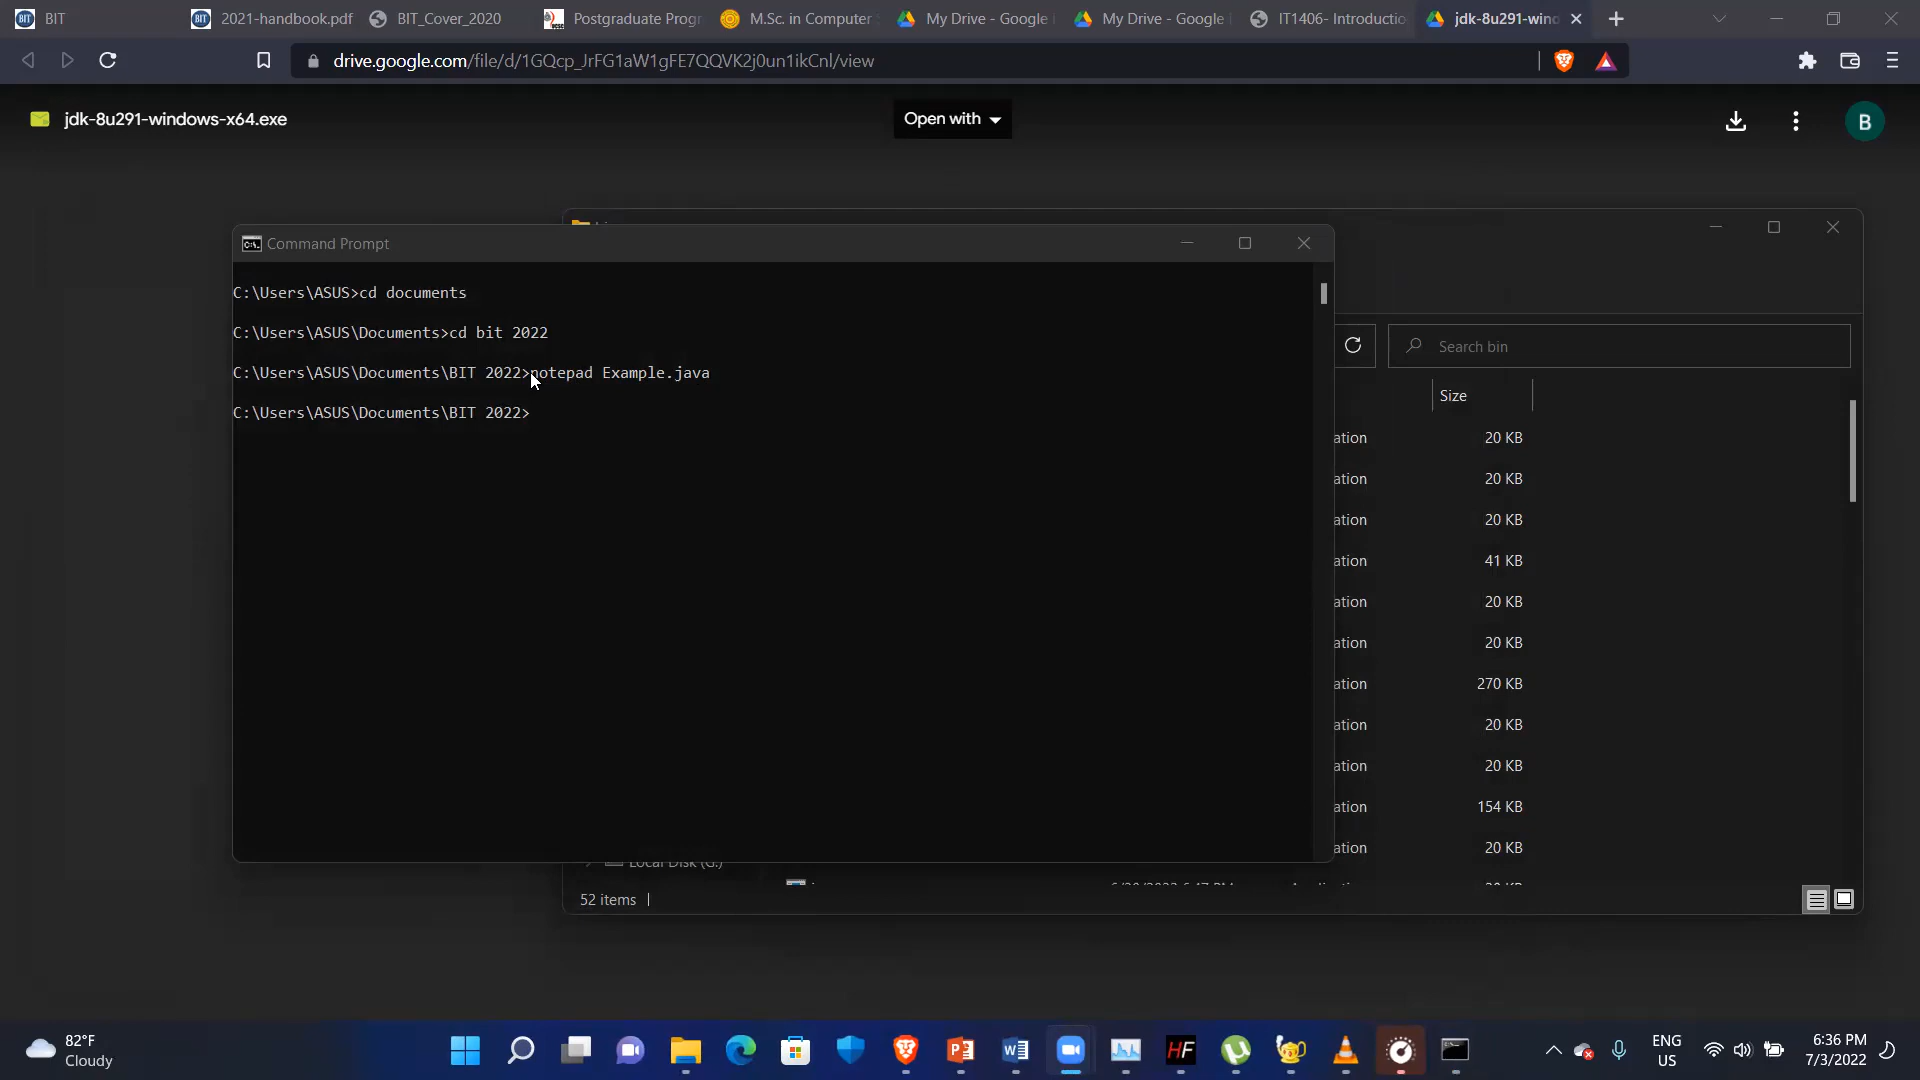 BIT
2021-handbook.pdf
BIT_Cover_2020
Postgraduate Prog
M.Sc. in Computer
My Drive - Google
My Drive - Google
IT1406- Introductio
jdk-8u291-wind
drive.google.com/file/d/1GQcp_JrFG1aW1gFE7QQVK2j0un1ikCnl/view
jdk-8u291-windows-x64.exe
Open with
B
Command Prompt
C:\Users\ASUS>cd documents
C:\Users\ASUS\Documents>cd bit 2022
C:\Users\ASUS\Documents\BIT 2022>notepad Example.java
C:\Users\ASUS\Documents\BIT 2022>
Search bin
Size
ation 20 KB
ation 20 KB
ation 20 KB
ation 41 KB
ation 20 KB
ation 20 KB
ation 270 KB
ation 20 KB
ation 20 KB
ation 154 KB
ation 20 KB
Local Disk (G:)
52 items
82°F
Cloudy
HF
ENG
US
6:36 PM
7/3/2022